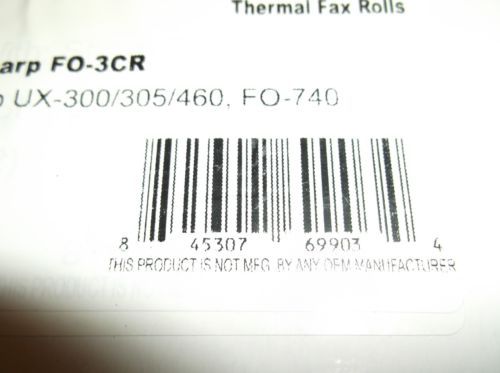 Thermal Fax Rolls
arp FO-3CR
UX-300/305/460, FO-740
8 45307 69903 4
THIS PRODUCT IS NOT MFG. BY ANY OEM MANUFACTURER